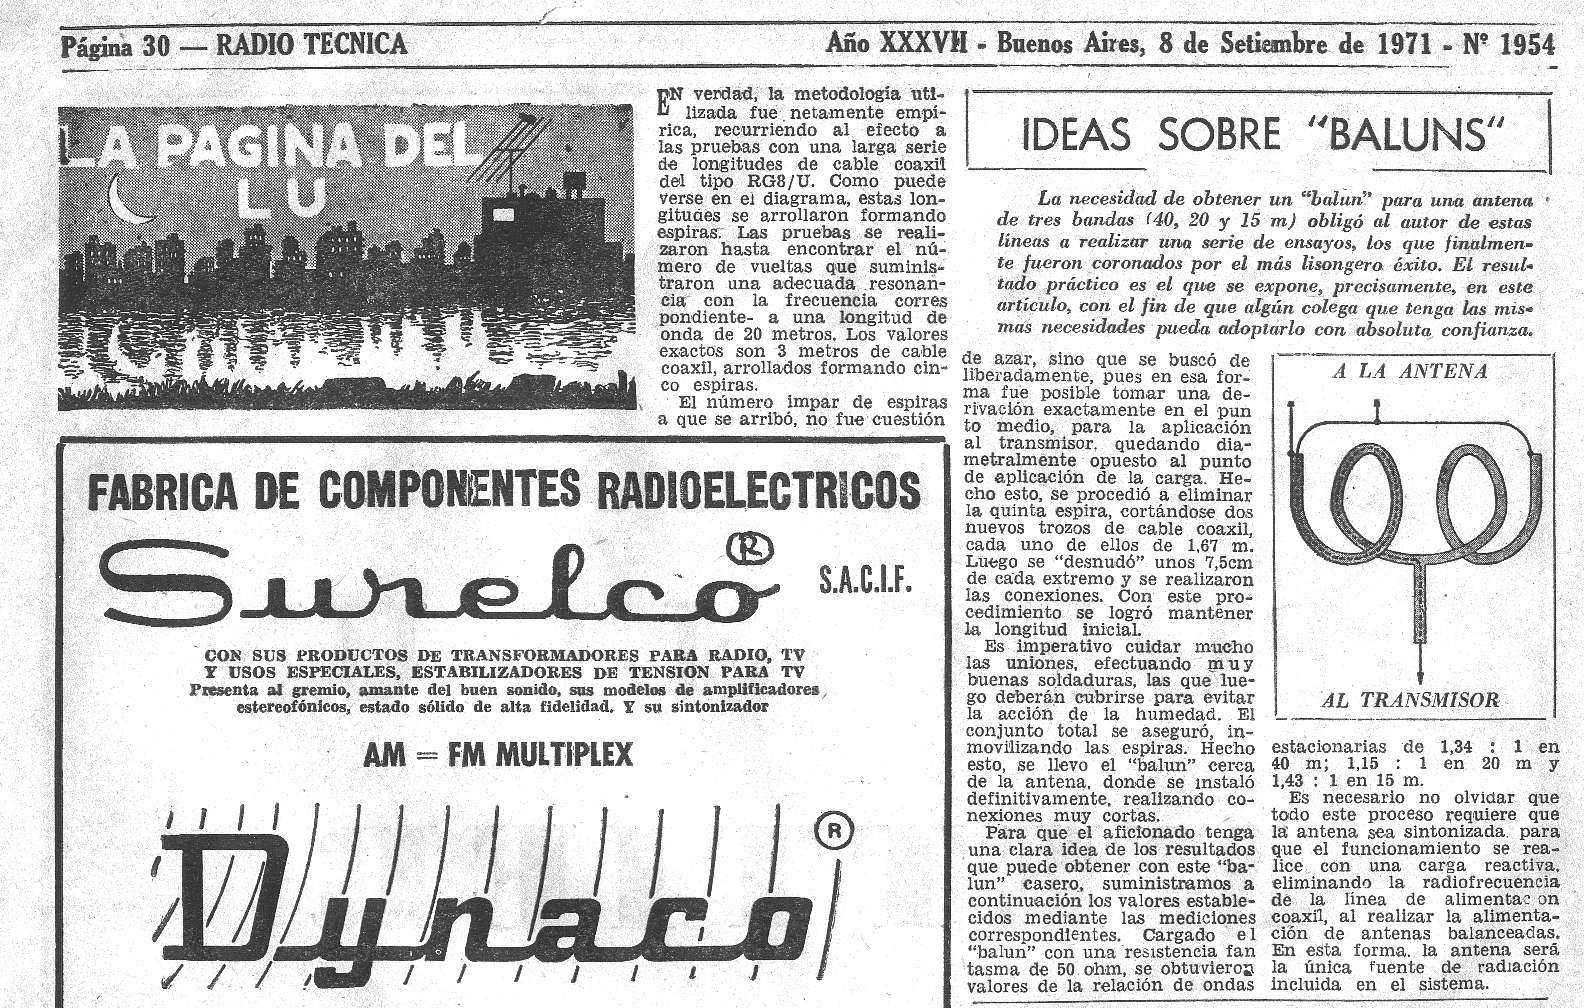 Página 30 — RADIO TECNICA
Año XXXVII - Buenos Aires, 8 de Setiembre de 1971 - Nº 1954
LA PAGINA DEL
LU
EN verdad, la metodología uti-
lizada fue netamente empí-
rica, recurriendo al efecto a
las pruebas con una larga serie
de longitudes de cable coaxil
del tipo RG8/U. Como puede
verse en el diagrama, estas lon-
gitudes se arrollaron formando
espiras. Las pruebas se reali-
zaron hasta encontrar el nú-
mero de vueltas que suminis-
traron una adecuada resonan-
cia con la frecuencia corres
pondiente- a una longitud de
onda de 20 metros. Los valores
exactos son 3 metros de cable
coaxil, arrollados formando cin-
co espiras.
El número impar de espiras
a que se arribó, no fue cuestión
IDEAS SOBRE "BALUNS"
La necesidad de obtener un "balun" para una antena
de tres bandas (40, 20 y 15 m) obligó al autor de estas
líneas a realizar una serie de ensayos, los que finalmen-
te fueron coronados por el más lisongero éxito. El resul-
tado práctico es el que se expone, precisamente, en este
artículo, con el fin de que algún colega que tenga las mis-
mas necesidades pueda adoptarlo con absoluta confianza.
de azar, sino que se buscó de
liberadamente, pues en esa for-
ma fue posible tomar una de-
rivación exactamente en el pun
to medio, para la aplicación
al transmisor, quedando dia-
metralmente opuesto al punto
de aplicación de la carga. He-
cho esto, se procedió a eliminar
la quinta espira, cortándose dos
nuevos trozos de cable coaxil,
cada uno de ellos de 1,67 m.
Luego se "desnudó" unos 7,5cm
de cada extremo y se realizaron
las conexiones. Con este pro-
cedimiento se logró mantener
la longitud inicial.
Es imperativo cuidar mucho
las uniones, efectuando muy
buenas soldaduras, las que lue-
go deberán cubrirse para evitar
la acción de la humedad. El
conjunto total se aseguró, in-
movilizando las espiras. Hecho
esto, se llevo el "balun" cerca
de la antena, donde se instaló
definitivamente, realizando co-
nexiones muy cortas.
Para que el aficionado tenga
una clara idea de los resultados
que puede obtener con este "ba-
lun" casero, suministramos a
continuación los valores estable-
cidos mediante las mediciones
correspondientes. Cargado el
"balun" con una resistencia fan
tasma de 50 ohm, se obtuvieron
valores de la relación de ondas
A LA ANTENA
AL TRANSMISOR
estacionarias de 1,34 : 1 en
40 m; 1,15 : 1 en 20 m y
1,43 : 1 en 15 m.
Es necesario no olvidar que
todo este proceso requiere que
la antena sea sintonizada para
que el funcionamiento se rea-
lice con una carga reactiva,
eliminando la radiofrecuencia
de la línea de alimentac on
coaxil, al realizar la alimenta-
ción de antenas balanceadas.
En esta forma, la antena será
la única fuente de radiación
incluida en el sistema.
FABRICA DE COMPONENTES RADIOELECTRICOS
Surelco ® S.A.C.I.F.
CON SUS PRODUCTOS DE TRANSFORMADORES PARA RADIO, TV
Y USOS ESPECIALES, ESTABILIZADORES DE TENSION PARA TV
Presenta al gremio, amante del buen sonido, sus modelos de amplificadores
estereofónicos, estado sólido de alta fidelidad. Y su sintonizador
AM = FM MULTIPLEX
Dynaco ®